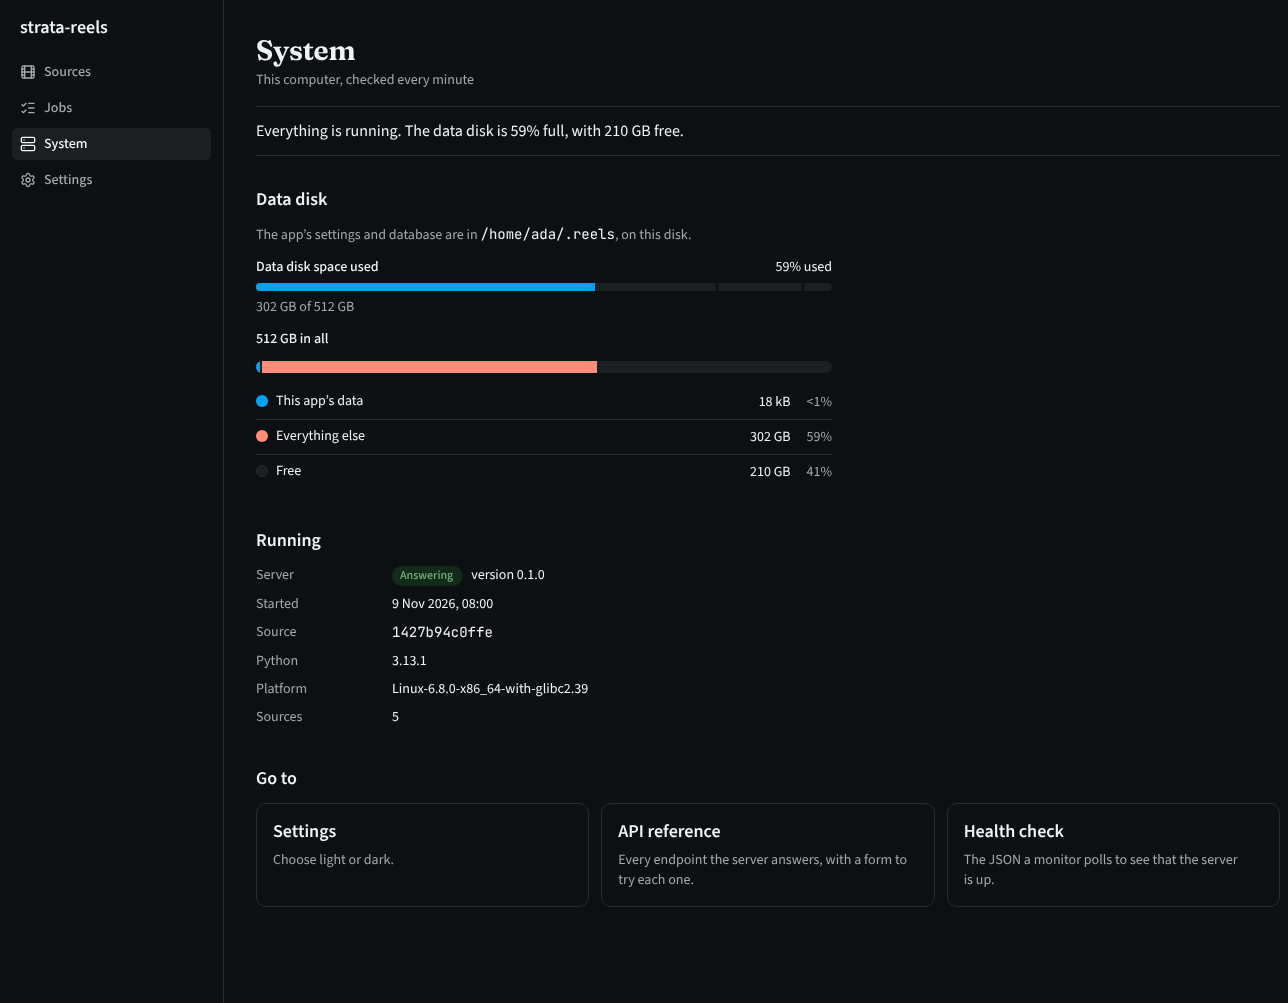 strata-reels
Sources
Jobs
System
Settings
System
This computer, checked every minute
Everything is running. The data disk is 59% full, with 210 GB free.
Data disk
The app’s settings and database are in /home/ada/.reels, on this disk.
Data disk space used 59% used
302 GB of 512 GB
512 GB in all
This app’s data 18 kB <1%
Everything else 302 GB 59%
Free 210 GB 41%
Running
Server Answering version 0.1.0
Started 9 Nov 2026, 08:00
Source 1427b94c0ffe
Python 3.13.1
Platform Linux-6.8.0-x86_64-with-glibc2.39
Sources 5
Go to
Settings
Choose light or dark.
API reference
Every endpoint the server answers, with a form to
try each one.
Health check
The JSON a monitor polls to see that the server
is up.